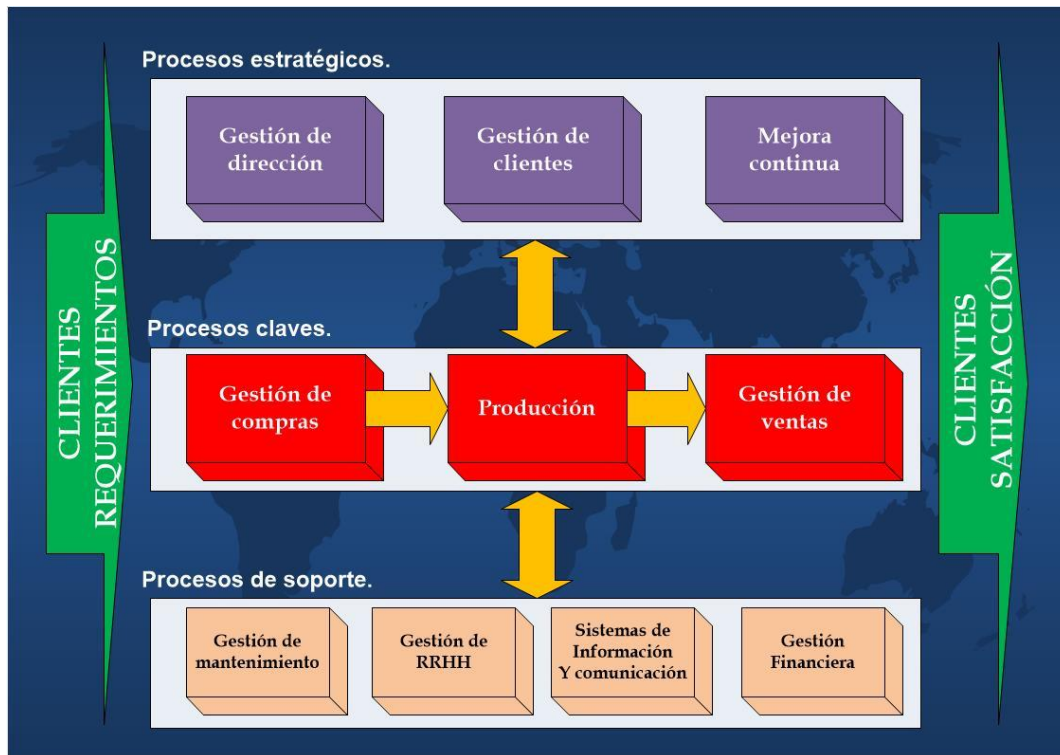 Procesos estratégicos.
Gestión de
dirección
Gestión de
clientes
Mejora
continua
CLIENTES
REQUERIMIENTOS
Procesos claves.
Gestión de
compras
Producción
Gestión de
ventas
CLIENTES
SATISFACCIÓN
Procesos de soporte.
Gestión de
mantenimiento
Gestión de
RRHH
Sistemas de
Información
Y comunicación
Gestión
Financiera